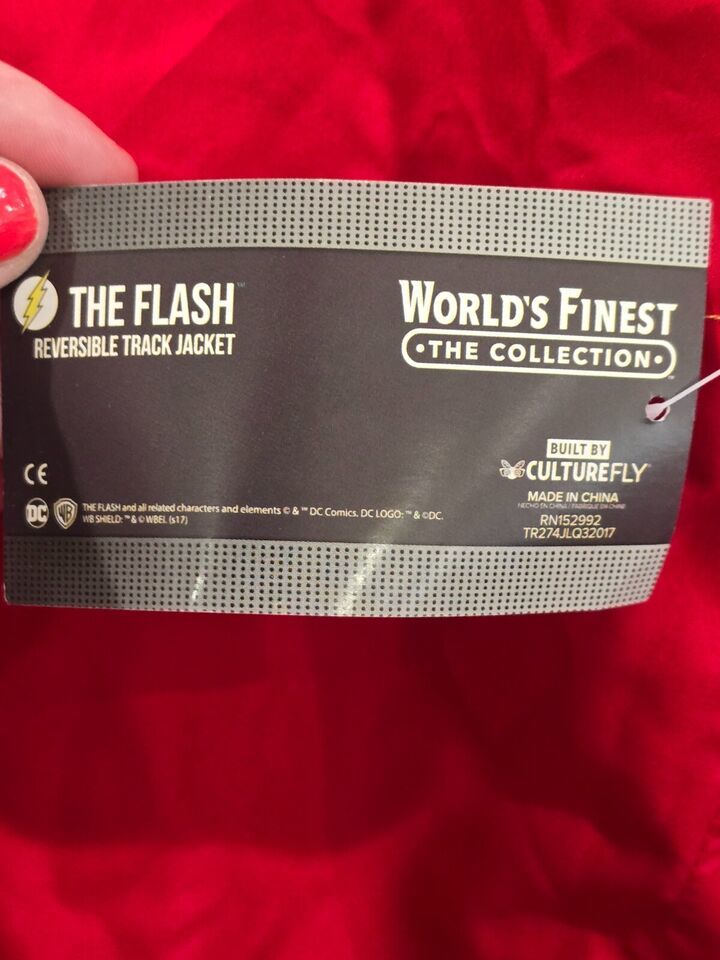 THE FLASH™
REVERSIBLE TRACK JACKET
WORLD'S FINEST
•THE COLLECTION•™
CE
DC WB
THE FLASH and all related characters and elements © & ™ DC Comics. DC LOGO: ™ & ©DC.
WB SHIELD: ™ & © WBEI. (s17)
BUILT BY
CULTUREFLY
MADE IN CHINA
HECHO EN CHINA / FABRIQUÉ EN CHINE
RN152992
TR274JLQ32017